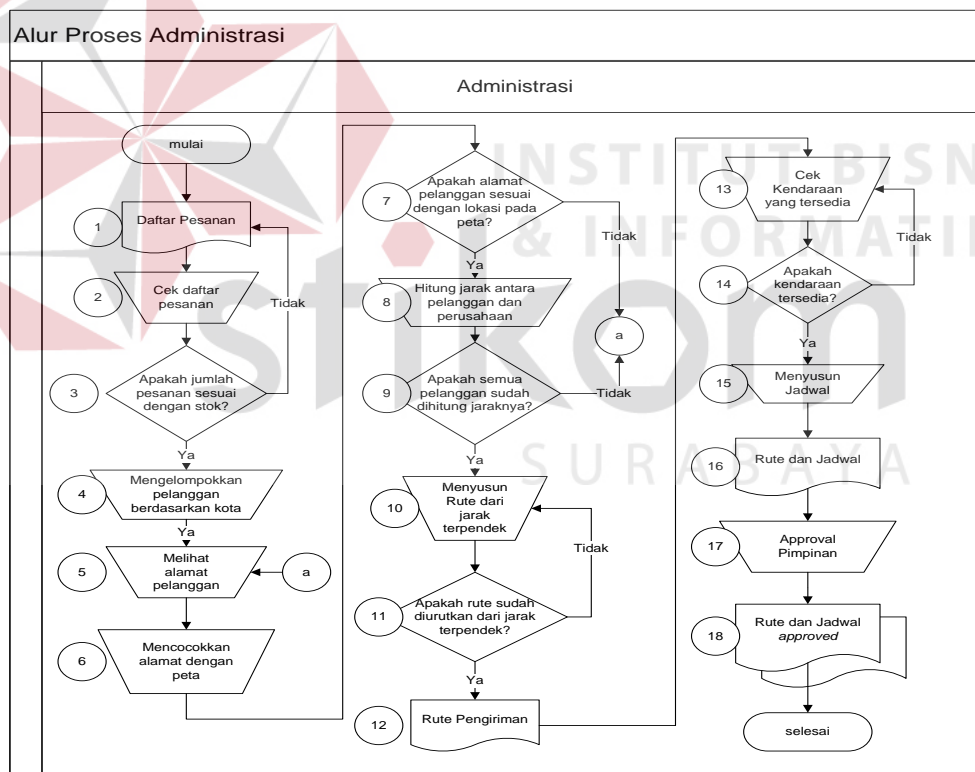 Alur Proses Administrasi
Administrasi
mulai
1
Daftar Pesanan
2
Cek daftar
pesanan
Tidak
3
Apakah jumlah
pesanan sesuai
dengan stok?
Ya
4
Mengelompokkan
pelanggan
berdasarkan kota
Ya
5
Melihat
alamat
pelanggan
a
6
Mencocokkan
alamat dengan
peta
7
Apakah alamat
pelanggan sesuai
dengan lokasi pada
peta?
Tidak
Ya
8
Hitung jarak antara
pelanggan dan
perusahaan
a
9
Apakah semua
pelanggan sudah
dihitung jaraknya?
Tidak
Ya
10
Menyusun
Rute dari
jarak
terpendek
Tidak
11
Apakah rute sudah
diurutkan dari jarak
terpendek?
Ya
12
Rute Pengiriman
13
Cek
Kendaraan
yang tersedia
Tidak
14
Apakah
kendaraan
tersedia?
Ya
15
Menyusun
Jadwal
16
Rute dan Jadwal
17
Approval
Pimpinan
18
Rute dan Jadwal
approved
selesai
INSTITUT BISN
& INFORMATI
stikom
SURABAYA